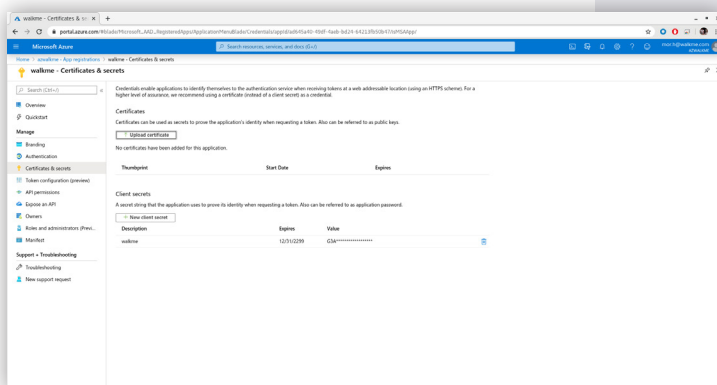 walkme - Certificates & se
Microsoft Azure
Search resources, services, and docs (G+/)
Home > azwalkme - App registrations > walkme - Certificates & secrets
walkme - Certificates & secrets
Search (Ctrl+/)
Overview
Quickstart
Manage
Branding
Authentication
Certificates & secrets
Token configuration (preview)
API permissions
Expose an API
Owners
Roles and administrators (Previ...
Manifest
Support + Troubleshooting
Troubleshooting
New support request
Credentials enable applications to identify themselves to the authentication service when receiving tokens at a web addressable location (using an HTTPS scheme). For a
higher level of assurance, we recommend using a certificate (instead of a client secret) as a credential.
Certificates
Certificates can be used as secrets to prove the application's identity when requesting a token. Also can be referred to as public keys.
Upload certificate
No certificates have been added for this application.
Thumbprint Start Date Expires
Client secrets
A secret string that the application uses to prove its identity when requesting a token. Also can be referred to as application password.
New client secret
Description Expires Value
walkme 12/31/2299 G3A******************